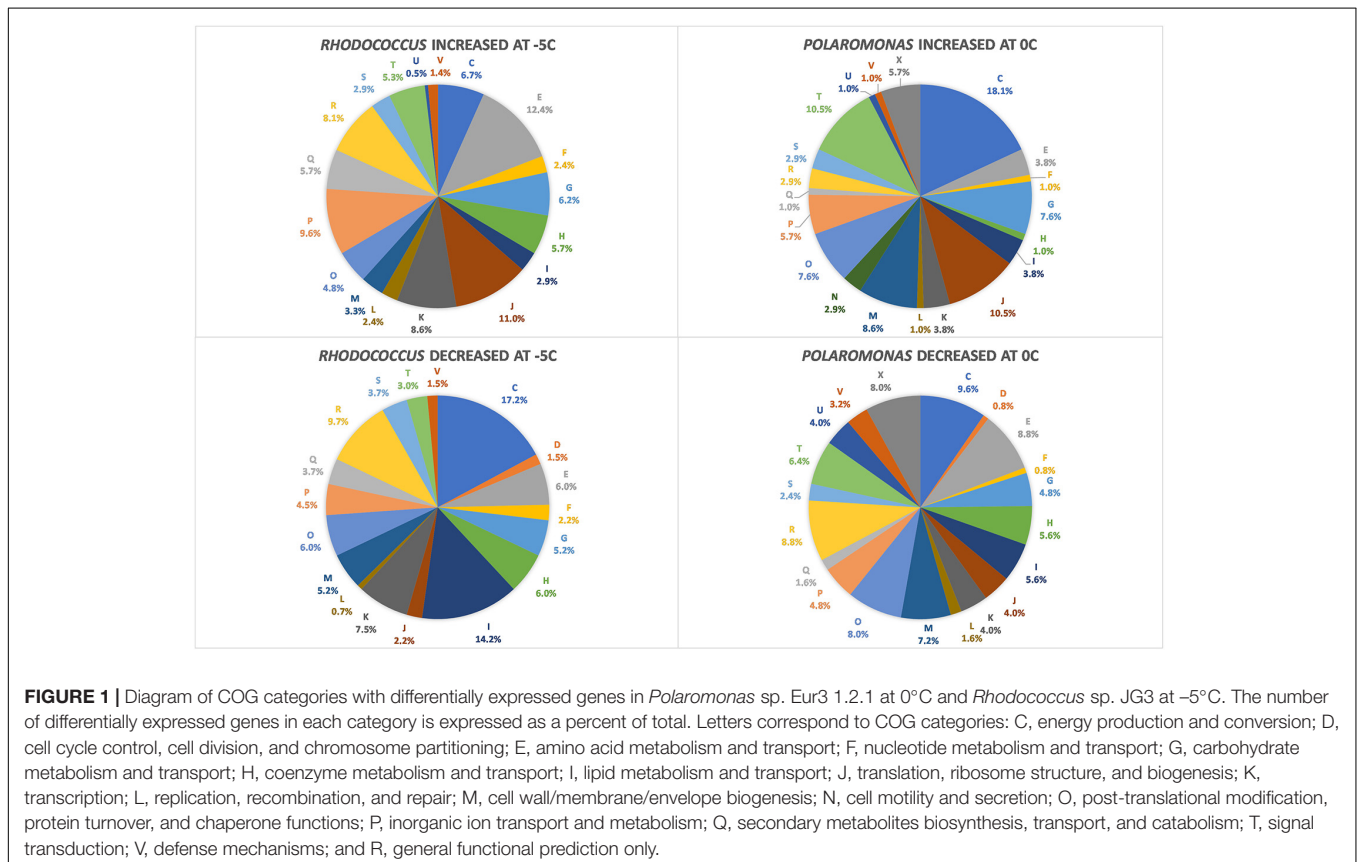 RHODOCOCCUS INCREASED AT -5C
V
1.4%
C
6.7%
E
12.4%
F
2.4%
G
6.2%
H
5.7%
I
2.9%
J
11.0%
K
8.6%
L
2.4%
M
3.3%
O
4.8%
P
9.6%
Q
5.7%
R
8.1%
S
2.9%
T
5.3%
U
0.5%
POLAROMONAS INCREASED AT 0C
X
5.7%
C
18.1%
E
3.8%
F
1.0%
G
7.6%
H
1.0%
I
3.8%
J
10.5%
K
3.8%
L
1.0%
M
8.6%
N
2.9%
O
7.6%
P
5.7%
Q
1.0%
R
2.9%
S
2.9%
T
10.5%
U
1.0%
V
1.0%
RHODOCOCCUS DECREASED AT -5C
V
1.5%
C
17.2%
D
1.5%
E
6.0%
F
2.2%
G
5.2%
H
6.0%
I
14.2%
J
2.2%
K
7.5%
L
0.7%
M
5.2%
O
6.0%
P
4.5%
Q
3.7%
R
9.7%
S
3.7%
T
3.0%
POLAROMONAS DECREASED AT 0C
X
8.0%
C
9.6%
D
0.8%
E
8.8%
F
0.8%
G
4.8%
H
5.6%
I
5.6%
J
4.0%
K
4.0%
L
1.6%
M
7.2%
O
8.0%
P
4.8%
Q
1.6%
R
8.8%
S
2.4%
T
6.4%
U
4.0%
V
3.2%
FIGURE 1 | Diagram of COG categories with differentially expressed genes in Polaromonas sp. Eur3 1.2.1 at 0°C and Rhodococcus sp. JG3 at –5°C. The number
of differentially expressed genes in each category is expressed as a percent of total. Letters correspond to COG categories: C, energy production and conversion; D,
cell cycle control, cell division, and chromosome partitioning; E, amino acid metabolism and transport; F, nucleotide metabolism and transport; G, carbohydrate
metabolism and transport; H, coenzyme metabolism and transport; I, lipid metabolism and transport; J, translation, ribosome structure, and biogenesis; K,
transcription; L, replication, recombination, and repair; M, cell wall/membrane/envelope biogenesis; N, cell motility and secretion; O, post-translational modification,
protein turnover, and chaperone functions; P, inorganic ion transport and metabolism; Q, secondary metabolites biosynthesis, transport, and catabolism; T, signal
transduction; V, defense mechanisms; and R, general functional prediction only.